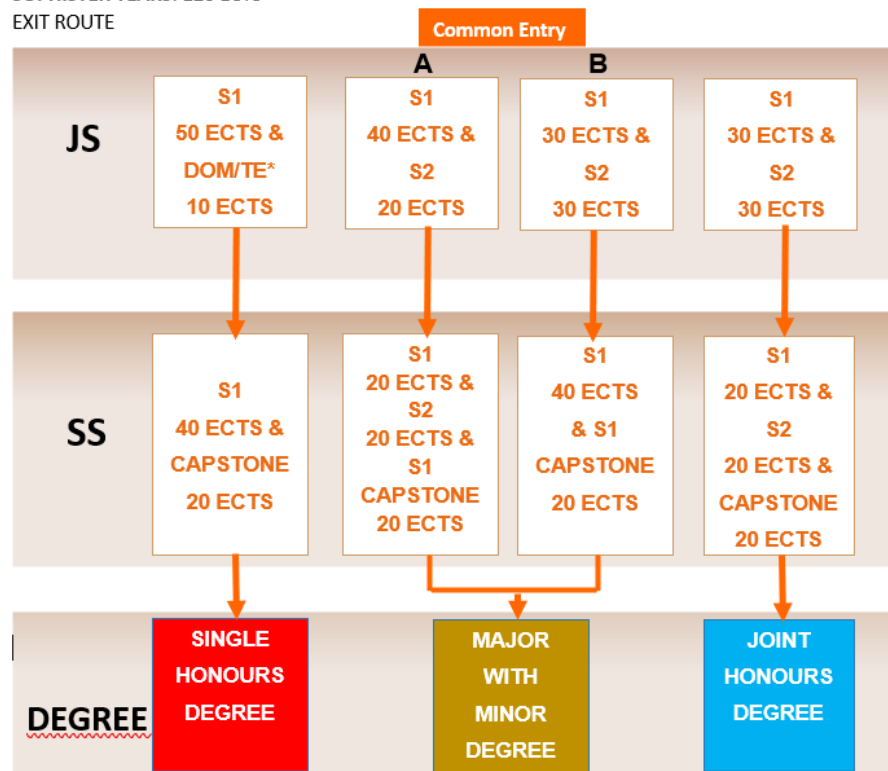 EXIT ROUTE
Common Entry
A
B
JS
S1
50 ECTS &
DOM/TE*
10 ECTS
S1
40 ECTS &
S2
20 ECTS
S1
30 ECTS &
S2
30 ECTS
S1
30 ECTS &
S2
30 ECTS
SS
S1
40 ECTS &
CAPSTONE
20 ECTS
S1
20 ECTS &
S2
20 ECTS &
S1
CAPSTONE
20 ECTS
S1
40 ECTS
& S1
CAPSTONE
20 ECTS
S1
20 ECTS &
S2
20 ECTS &
CAPSTONE
20 ECTS
DEGREE
SINGLE
HONOURS
DEGREE
MAJOR
WITH
MINOR
DEGREE
JOINT
HONOURS
DEGREE